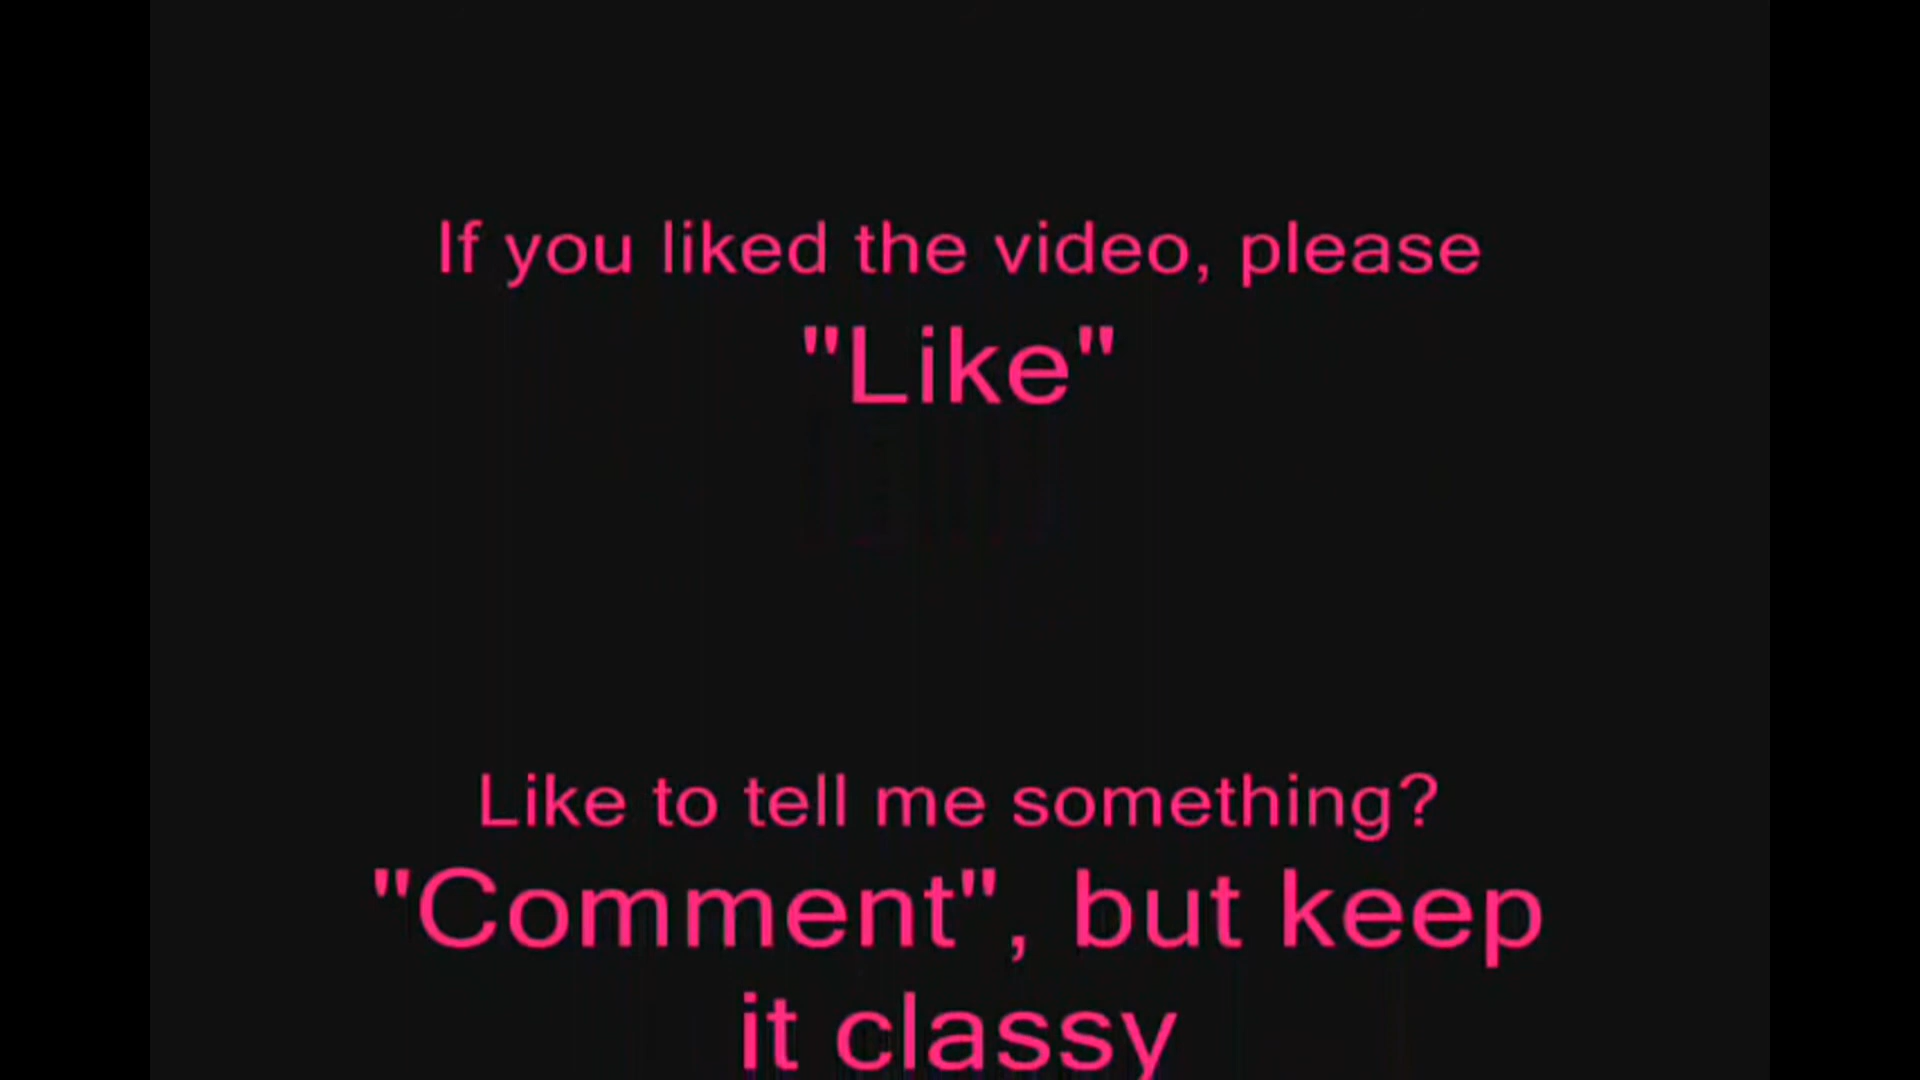 If you liked the video, please
"Like"
Like to tell me something?
"Comment", but keep
it classy